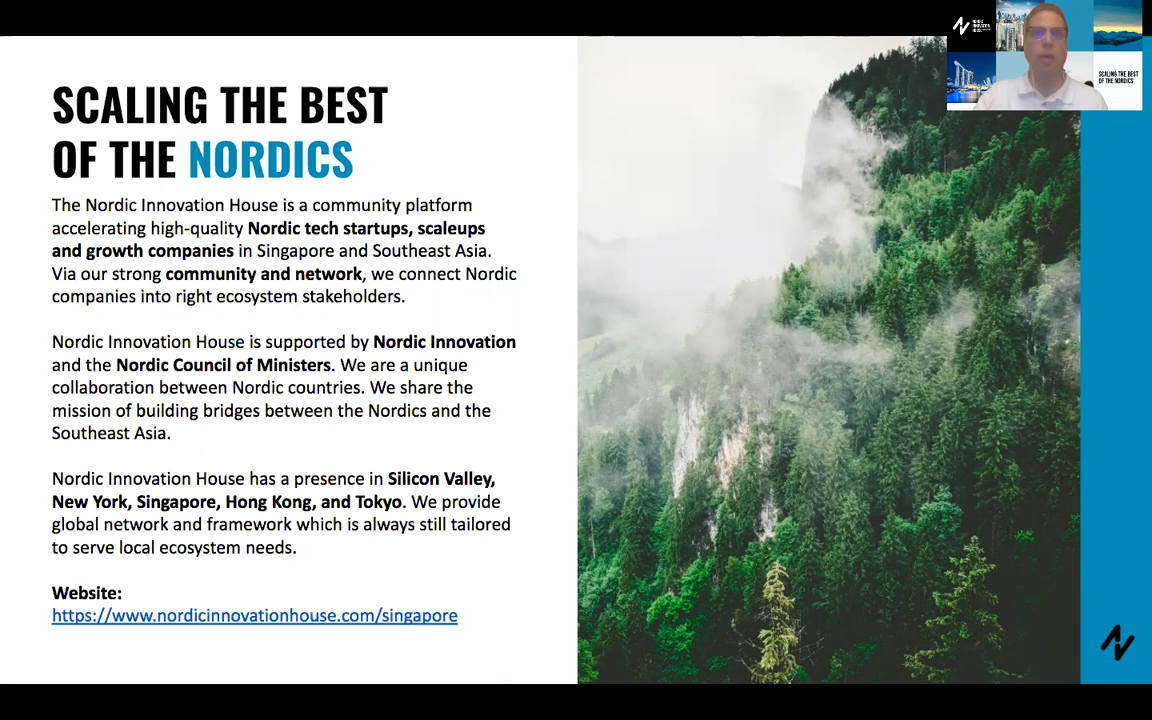 SCALING THE BEST
OF THE NORDICS
The Nordic Innovation House is a community platform
accelerating high-quality Nordic tech startups, scaleups
and growth companies in Singapore and Southeast Asia.
Via our strong community and network, we connect Nordic
companies into right ecosystem stakeholders.
Nordic Innovation House is supported by Nordic Innovation
and the Nordic Council of Ministers. We are a unique
collaboration between Nordic countries. We share the
mission of building bridges between the Nordics and the
Southeast Asia.
Nordic Innovation House has a presence in Silicon Valley,
New York, Singapore, Hong Kong, and Tokyo. We provide
global network and framework which is always still tailored
to serve local ecosystem needs.
Website:
https://www.nordicinnovationhouse.com/singapore
NORDIC
INNOVATION
HOUSE
SCALING THE BEST
OF THE NORDICS